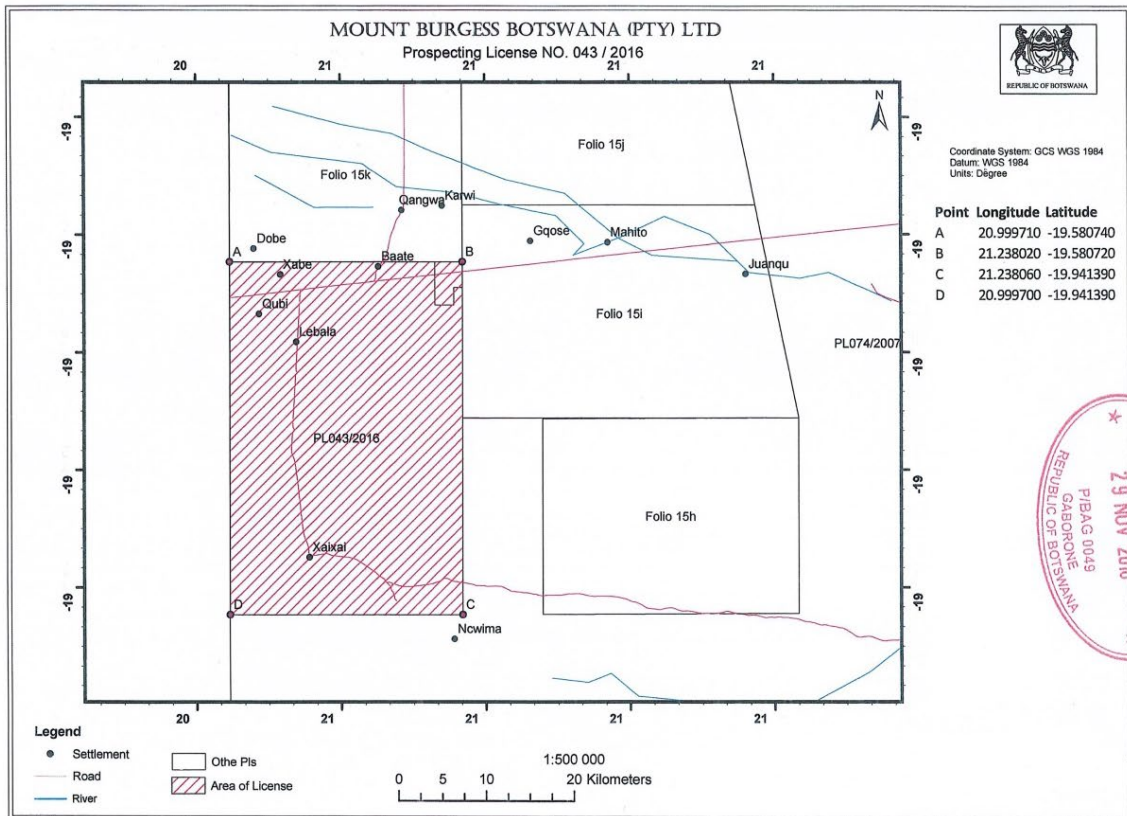 MOUNT BURGESS BOTSWANA (PTY) LTD
Prospecting License NO. 043 / 2016
REPUBLIC OF BOTSWANA
20 21 21 21 21
N
-19 -19
Folio 15j
Folio 15k
Coordinate System: GCS WGS 1984
Datum: WGS 1984
Units: Dëgree
Qangwa Karwi
Point Longitude Latitude
A 20.999710 -19.580740
B 21.238020 -19.580720
C 21.238060 -19.941390
D 20.999700 -19.941390
-19 -19
Dobe
Gqose
Mahito
A
Xabe
Baate
B
Juanqu
Qubi
Folio 15i
Lebala
PL074/2007
-19 -19
PL043/2016
-19 -19
Folio 15h
Xaixai
-19 -19
D
C
Ncwima
29 NOV
P/BAG 0049
GABORONE
REPUBLIC OF BOTSWANA
20 21 21 21 21
Legend
Settlement
Road
River
Othe Pls
Area of License
1:500 000
0 5 10 20 Kilometers